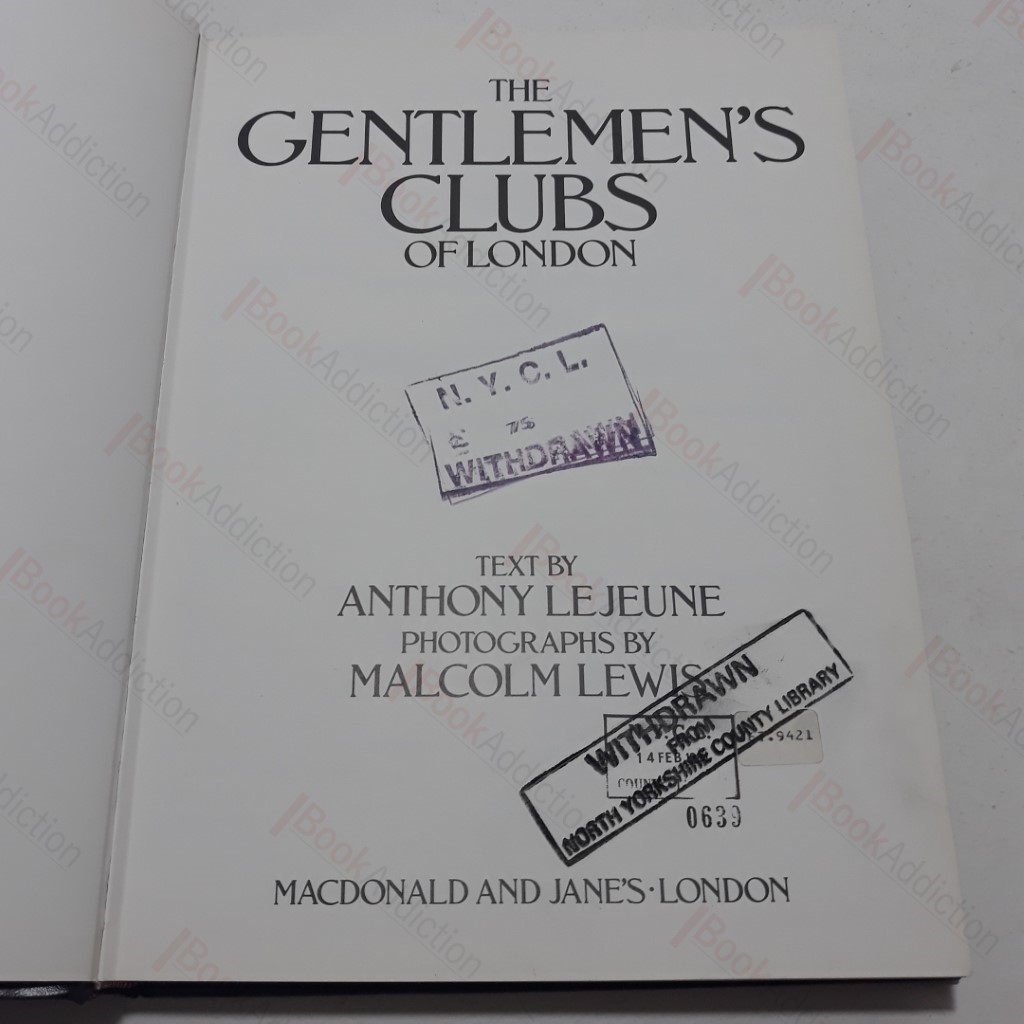 THE
GENTLEMEN'S
CLUBS
OF LONDON
N. Y. C. L.
WITHDRAWN
TEXT BY
ANTHONY LEJEUNE
PHOTOGRAPHS BY
MALCOLM LEWIS
WITHDRAWN
FROM
NORTH YORKSHIRE COUNTY LIBRARY
14 FEB
.9421
0639
MACDONALD AND JANE'S·LONDON
BookAddiction